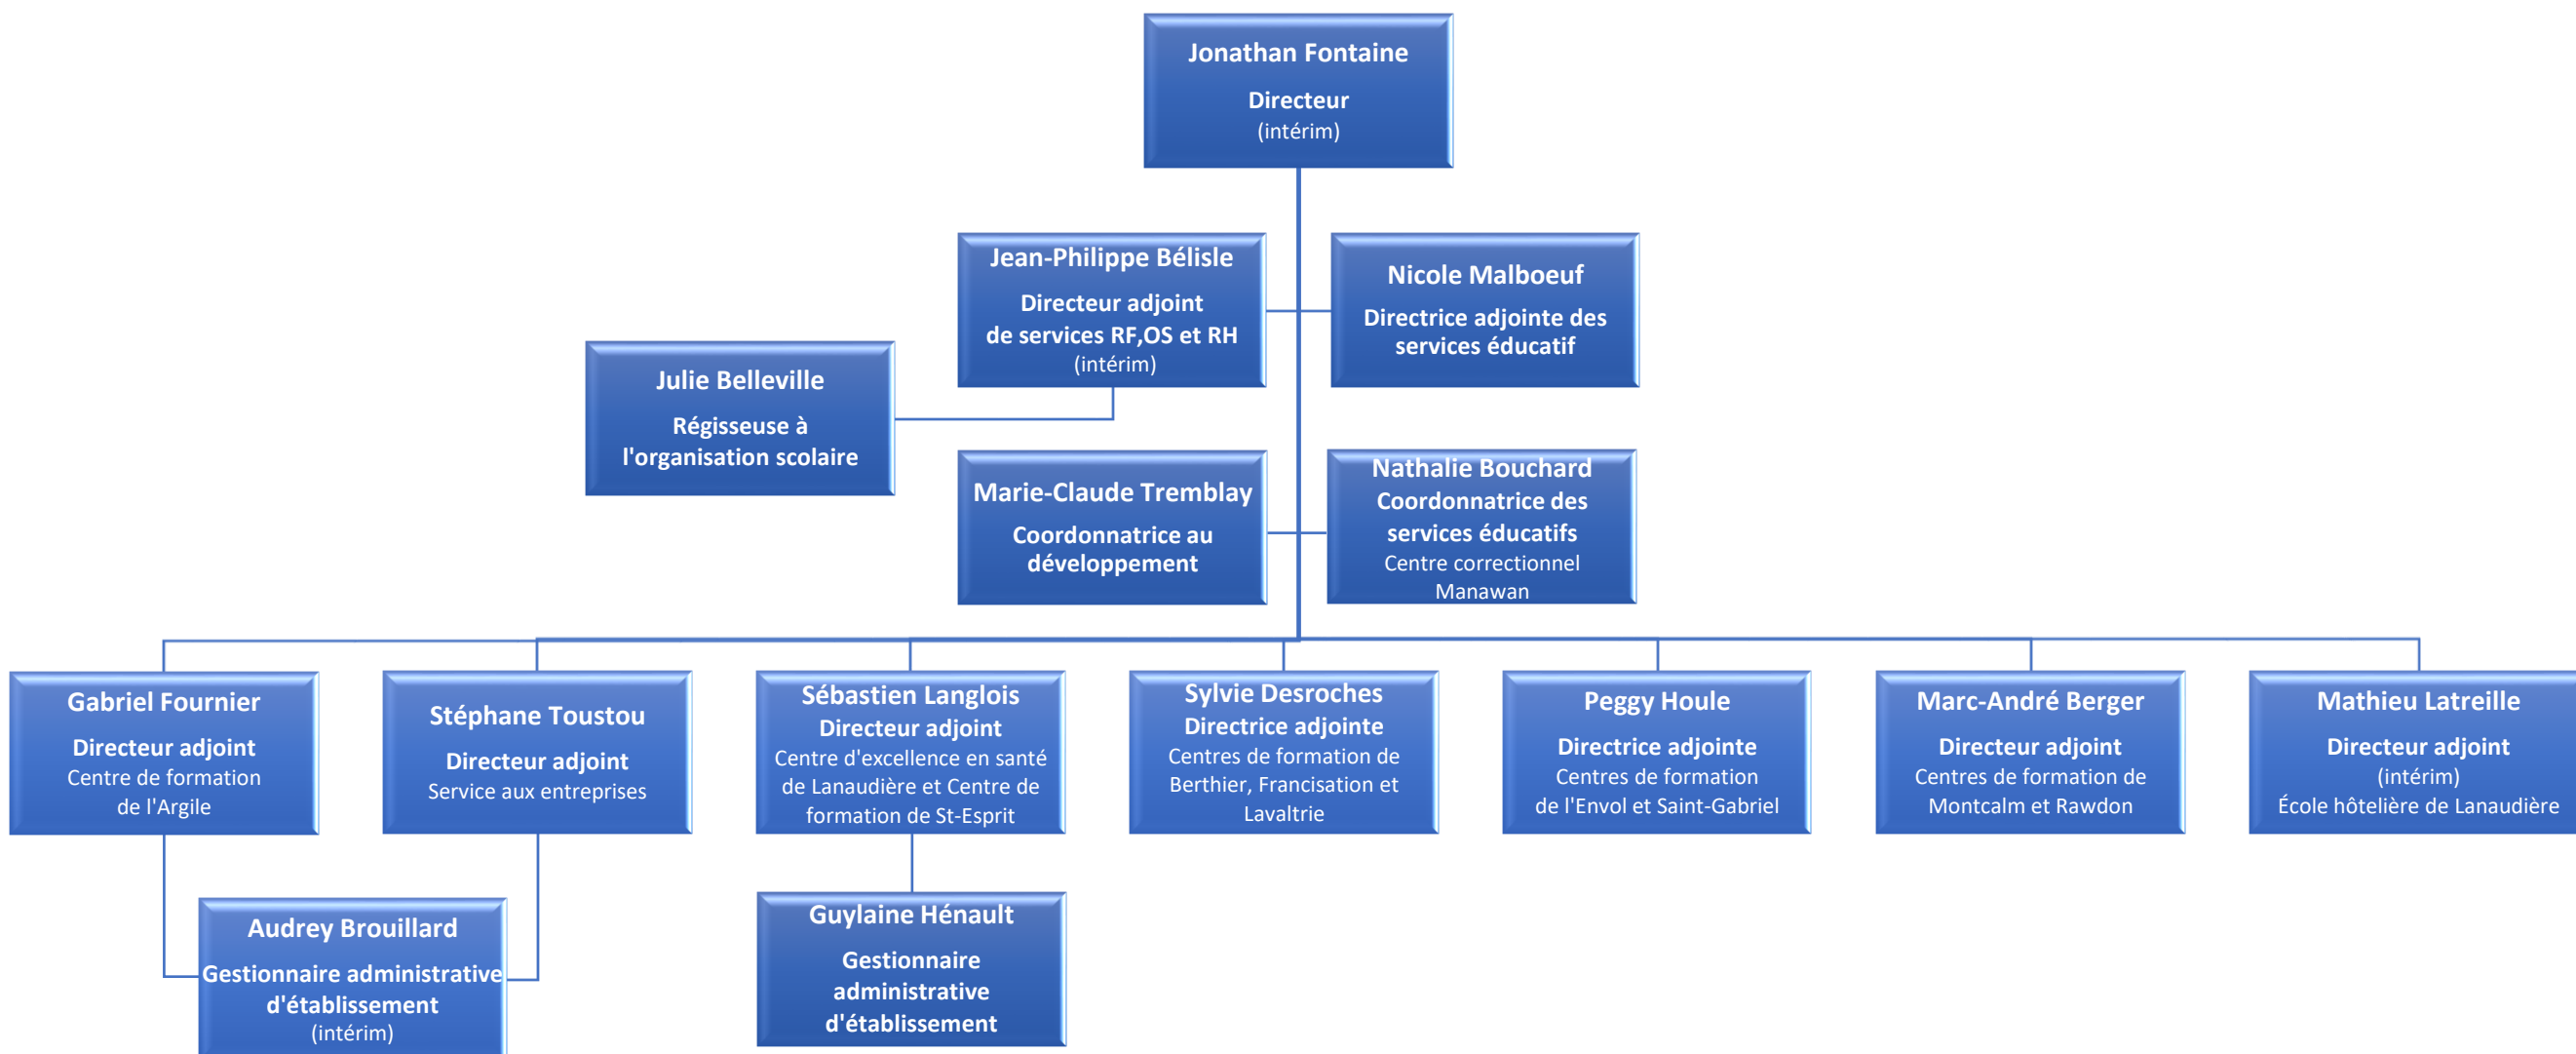 Jonathan Fontaine
Directeur
(intérim)
Jean-Philippe Bélisle
Directeur adjoint
de services RF,OS et RH
(intérim)
Nicole Malboeuf
Directrice adjointe des
services éducatif
Julie Belleville
Régisseuse à
l'organisation scolaire
Marie-Claude Tremblay
Coordonnatrice au
développement
Nathalie Bouchard
Coordonnatrice des
services éducatifs
Centre correctionnel
Manawan
Gabriel Fournier
Directeur adjoint
Centre de formation
de l'Argile
Stéphane Toustou
Directeur adjoint
Service aux entreprises
Sébastien Langlois
Directeur adjoint
Centre d'excellence en santé
de Lanaudière et Centre de
formation de St-Esprit
Sylvie Desroches
Directrice adjointe
Centres de formation de
Berthier, Francisation et
Lavaltrie
Peggy Houle
Directrice adjointe
Centres de formation
de l'Envol et Saint-Gabriel
Marc-André Berger
Directeur adjoint
Centres de formation de
Montcalm et Rawdon
Mathieu Latreille
Directeur adjoint
(intérim)
École hôtelière de Lanaudière
Audrey Brouillard
Gestionnaire administrative
d'établissement
(intérim)
Guylaine Hénault
Gestionnaire
administrative
d'établissement